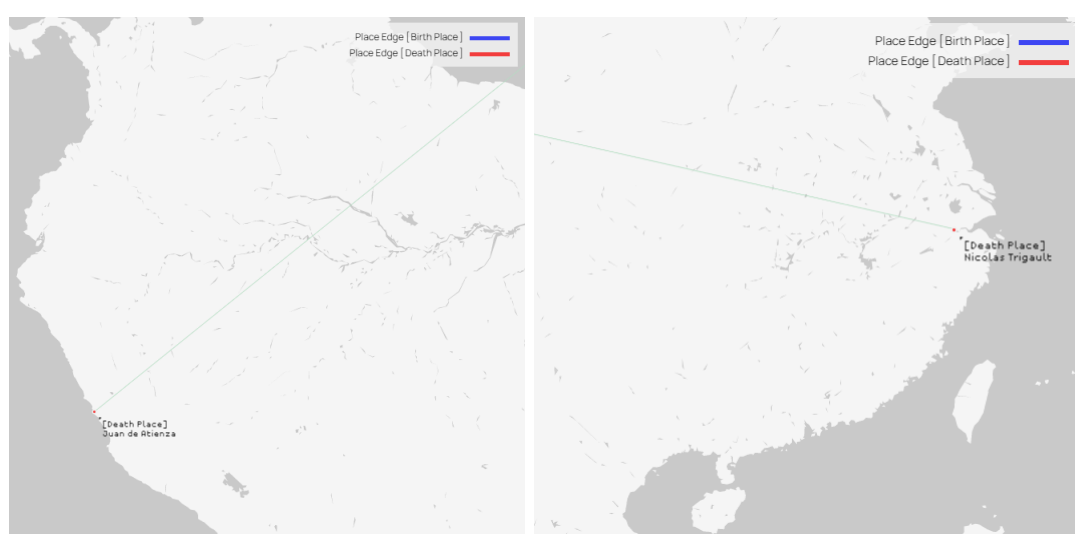 Place Edge [Birth Place]
Place Edge [Death Place]
[Death Place]
Juan de Atienza
Place Edge [Birth Place]
Place Edge [Death Place]
[Death Place]
Nicolas Trigault